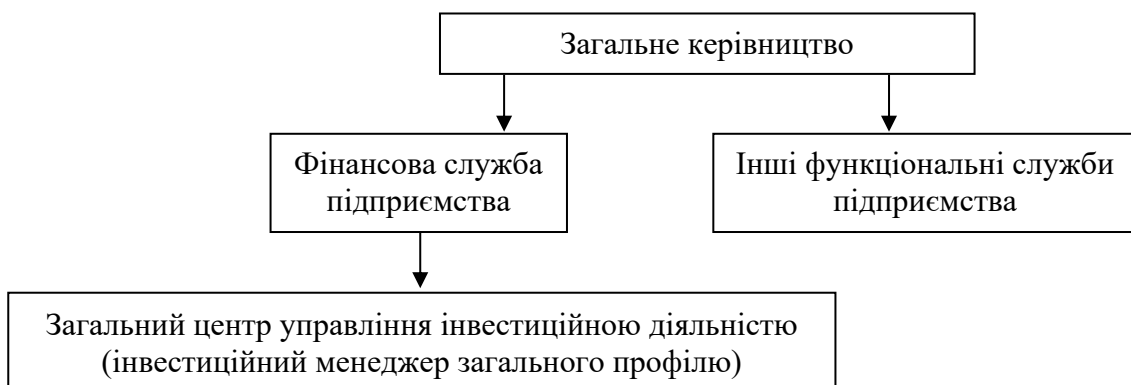 Загальне керівництво
Фінансова служба
підприємства
Інші функціональні служби
підприємства
Загальний центр управління інвестиційною діяльністю
(інвестиційний менеджер загального профілю)